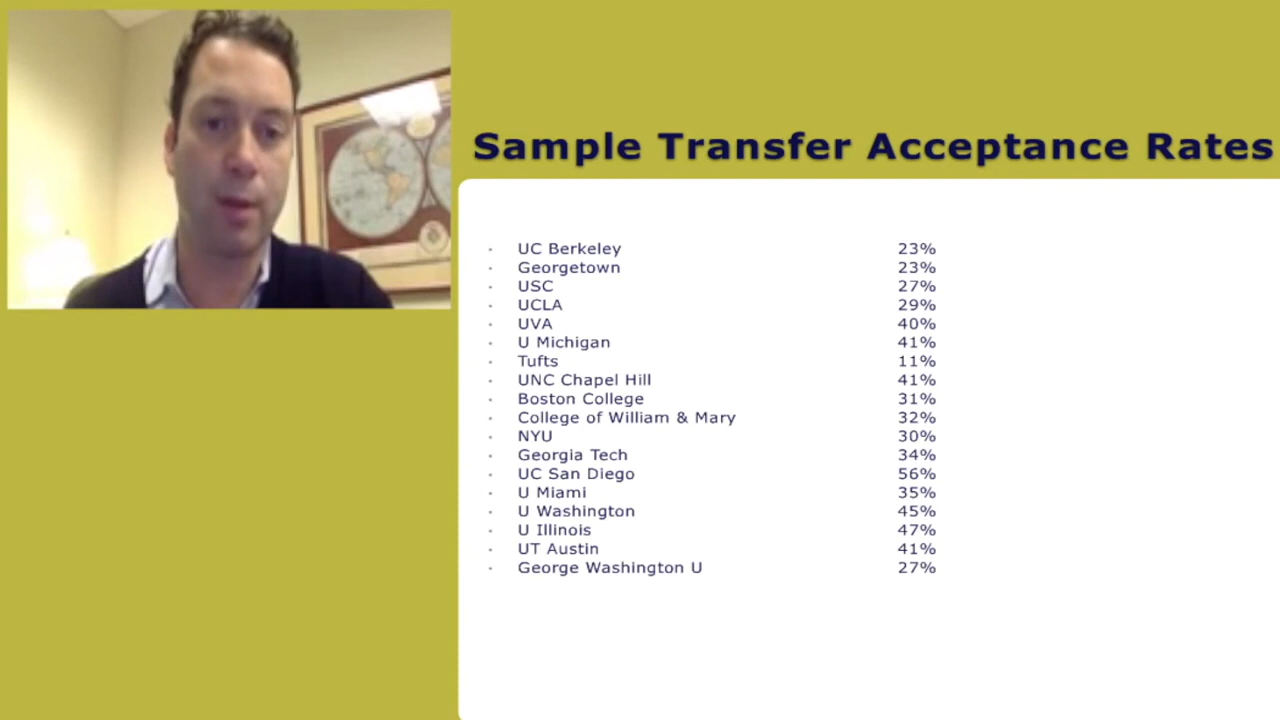 Sample Transfer Acceptance Rates
· UC Berkeley 23%
· Georgetown 23%
· USC 27%
· UCLA 29%
· UVA 40%
· U Michigan 41%
· Tufts 11%
· UNC Chapel Hill 41%
· Boston College 31%
· College of William & Mary 32%
· NYU 30%
· Georgia Tech 34%
· UC San Diego 56%
· U Miami 35%
· U Washington 45%
· U Illinois 47%
· UT Austin 41%
· George Washington U 27%